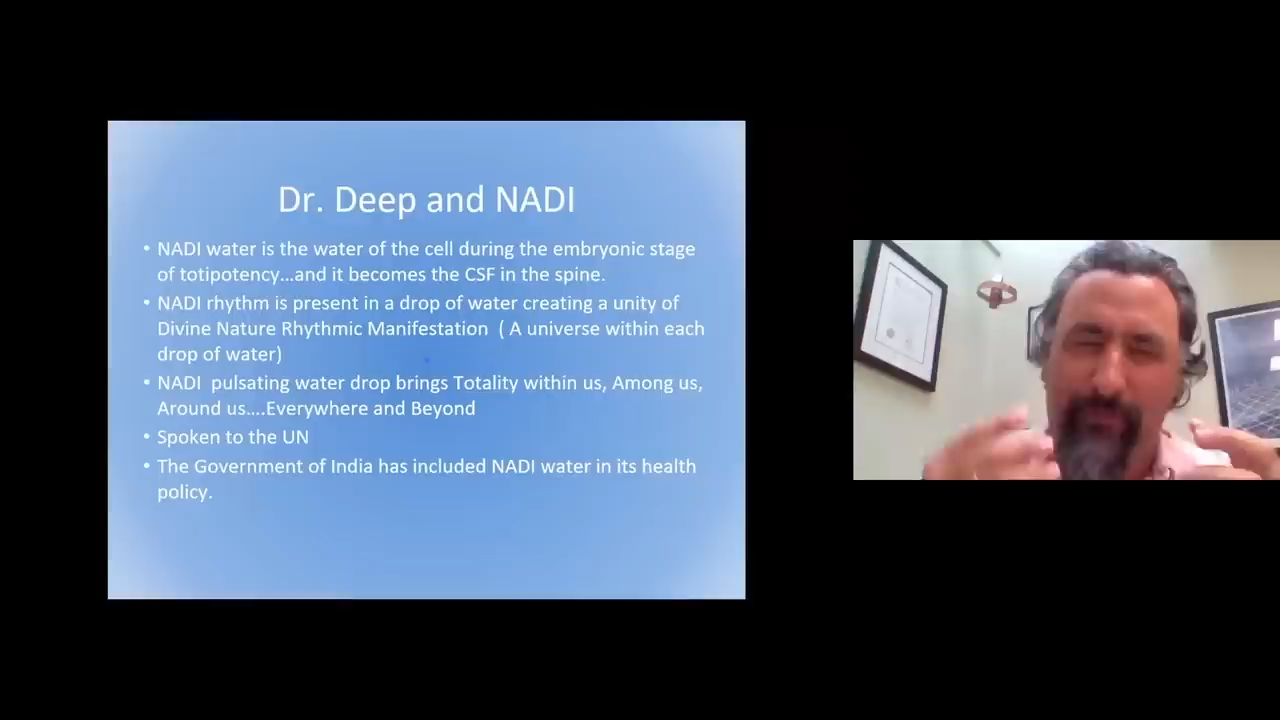 Dr. Deep and NADI
• NADI water is the water of the cell during the embryonic stage
of totipotency...and it becomes the CSF in the spine.
• NADI rhythm is present in a drop of water creating a unity of
Divine Nature Rhythmic Manifestation ( A universe within each
drop of water)
• NADI pulsating water drop brings Totality within us, Among us,
Around us....Everywhere and Beyond
• Spoken to the UN
• The Government of India has included NADI water in its health
policy.